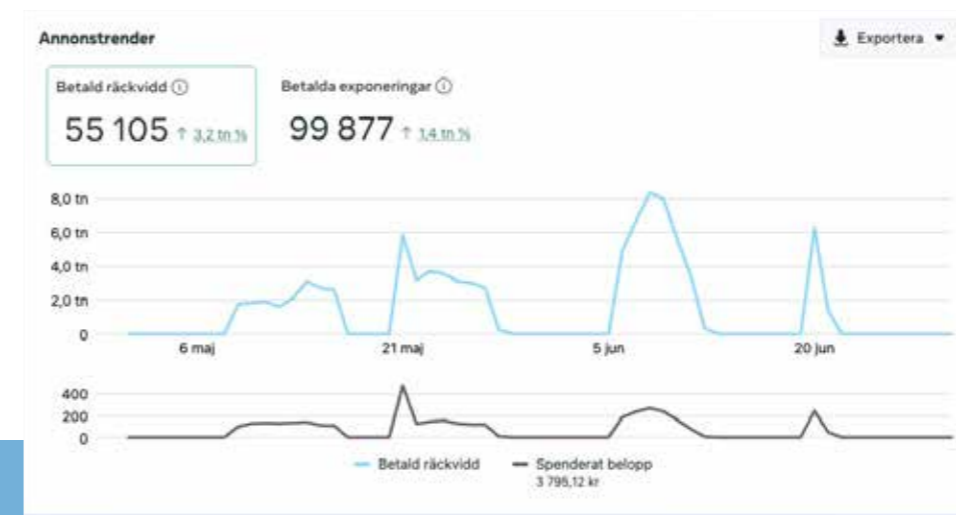 Annonstrender
Exportera
Betald räckvidd
Betalda exponeringar
55 105 ↑ 3,2 tn %
99 877 ↑ 1,4 tn %
8,0 tn
6,0 tn
4,0 tn
2,0 tn
0
6 maj
21 maj
5 jun
20 jun
400
200
0
Betald räckvidd
Spenderat belopp
3 795,12 kr